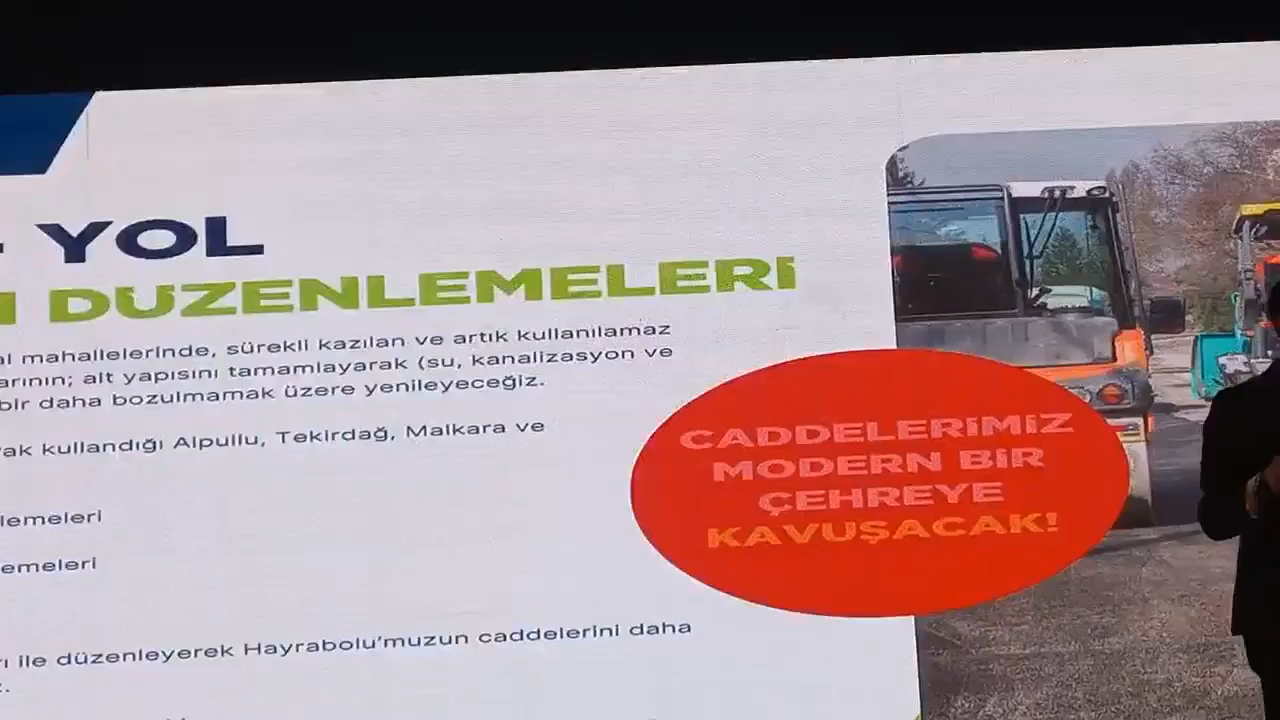 - YOL
DÜZENLEMELERİ
mahallelerinde, sürekli kazılan ve artık kullanılamaz
arının; alt yapısını tamamlayarak (su, kanalizasyon ve
bir daha bozulmamak üzere yenileyeceğiz.
rak kullandığı Alpullu, Tekirdağ, Malkara ve
lemeleri
emeleri
ile düzenleyerek Hayrabolu'muzun caddelerini daha
CADDELERİMİZ
MODERN BİR
ÇEHREYE
KAVUŞACAK!